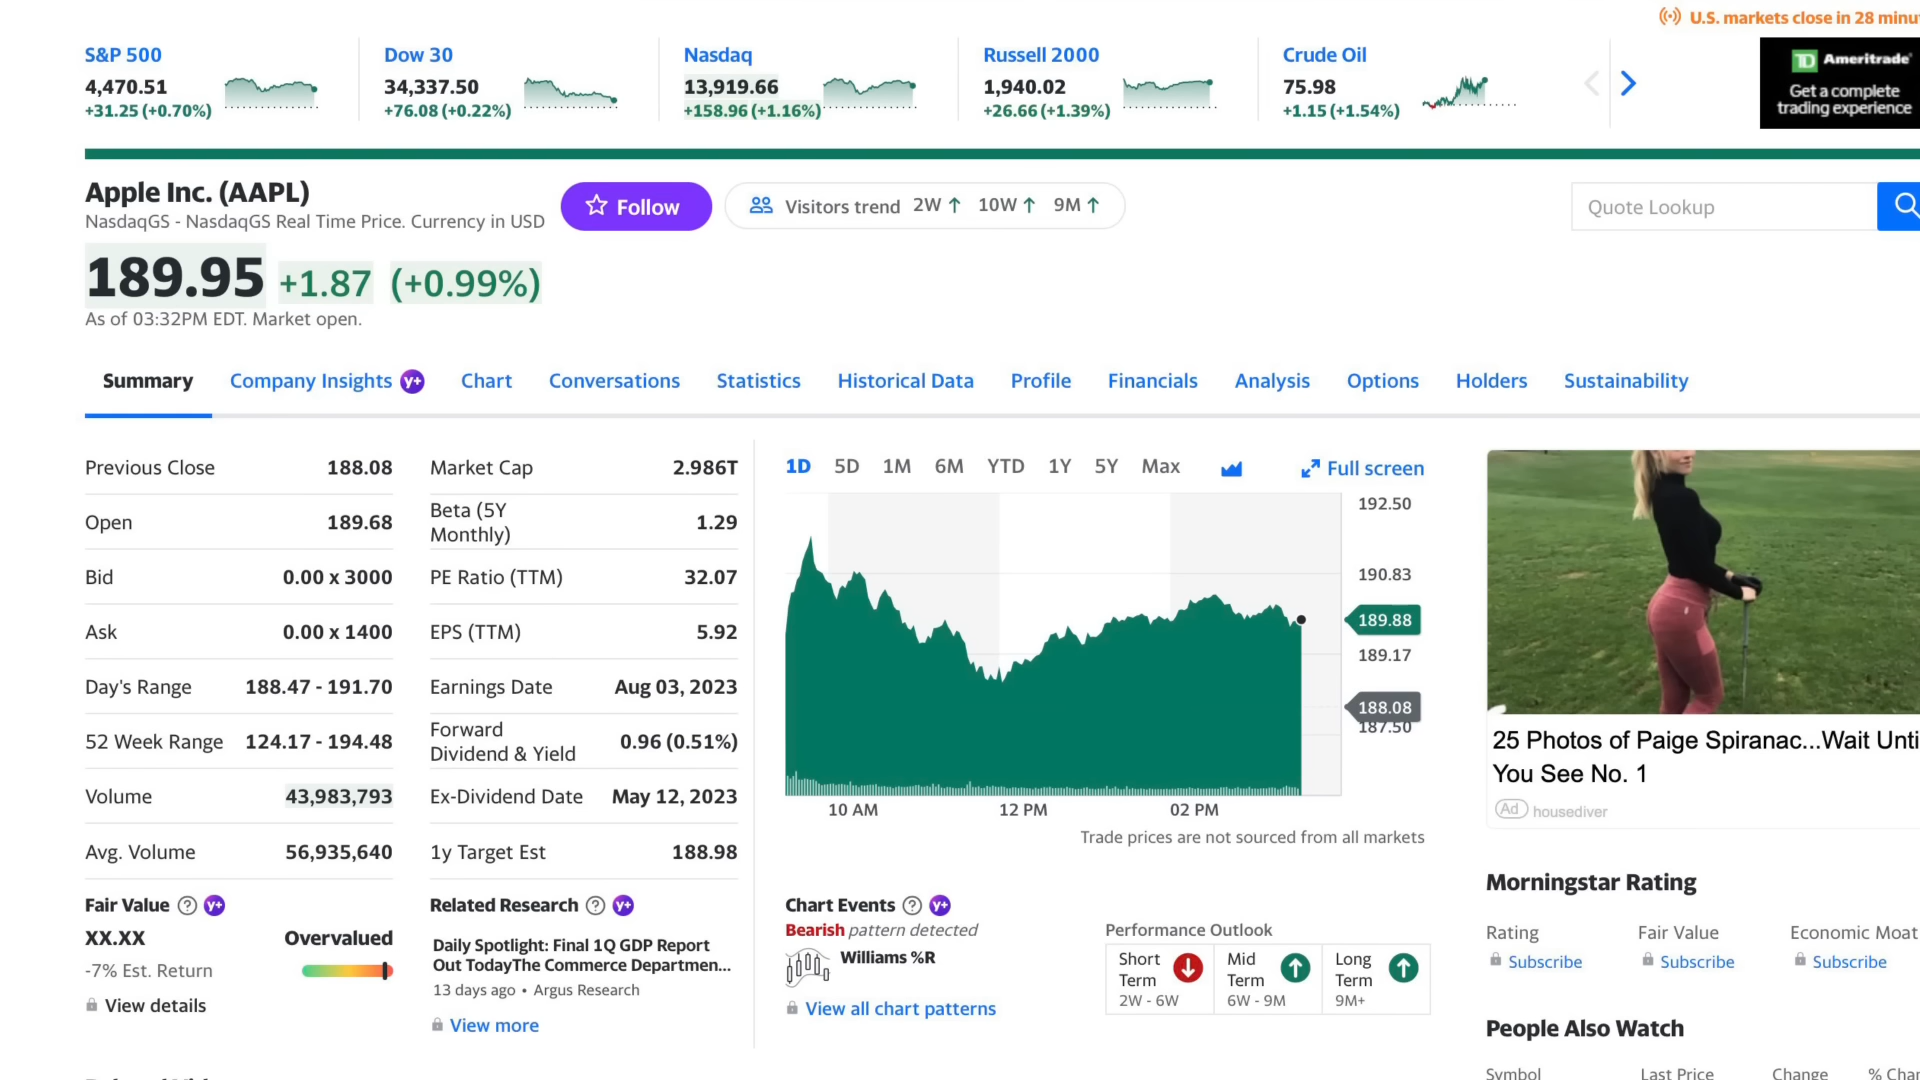 U.S. markets close in 28
S&P 500
4,470.51
+31.25 (+0.70%)
Dow 30
34,337.50
+76.08 (+0.22%)
Nasdaq
13,919.66
+158.96 (+1.16%)
Russell 2000
1,940.02
+26.66 (+1.39%)
Crude Oil
75.98
+1.15 (+1.54%)
TD Ameritrade
Get a complete
trading experience
Apple Inc. (AAPL)
NasdaqGS - NasdaqGS Real Time Price. Currency in USD
Follow
Visitors trend 2W ↑ 10W ↑ 9M ↑
Quote Lookup
189.95 +1.87 (+0.99%)
As of 03:32PM EDT. Market open.
Summary Company Insights y+ Chart Conversations Statistics Historical Data Profile Financials Analysis Options Holders Sustainability
Previous Close 188.08
Open 189.68
Bid 0.00 x 3000
Ask 0.00 x 1400
Day's Range 188.47 - 191.70
52 Week Range 124.17 - 194.48
Volume 43,983,793
Avg. Volume 56,935,640
Market Cap 2.986T
Beta (5Y
Monthly) 1.29
PE Ratio (TTM) 32.07
EPS (TTM) 5.92
Earnings Date Aug 03, 2023
Forward
Dividend & Yield 0.96 (0.51%)
Ex-Dividend Date May 12, 2023
1y Target Est 188.98
1D 5D 1M 6M YTD 1Y 5Y Max
Full screen
192.50
190.83
189.88
189.17
188.08
187.50
10 AM 12 PM 02 PM
Trade prices are not sourced from all markets
Fair Value ? y+
XX.XX Overvalued
-7% Est. Return
View details
Related Research ? y+
Daily Spotlight: Final 1Q GDP Report
Out TodayThe Commerce Departmen...
13 days ago • Argus Research
View more
Chart Events ? y+
Bearish pattern detected
Williams %R
View all chart patterns
Performance Outlook
Short
Term
2W - 6W
Mid
Term
6W - 9M
Long
Term
9M+
25 Photos of Paige Spiranac...Wait
You See No. 1
Ad housediver
Morningstar Rating
Rating
Subscribe
Fair Value
Subscribe
Economic Moat
Subscribe
People Also Watch
Symbol Last Price Change %